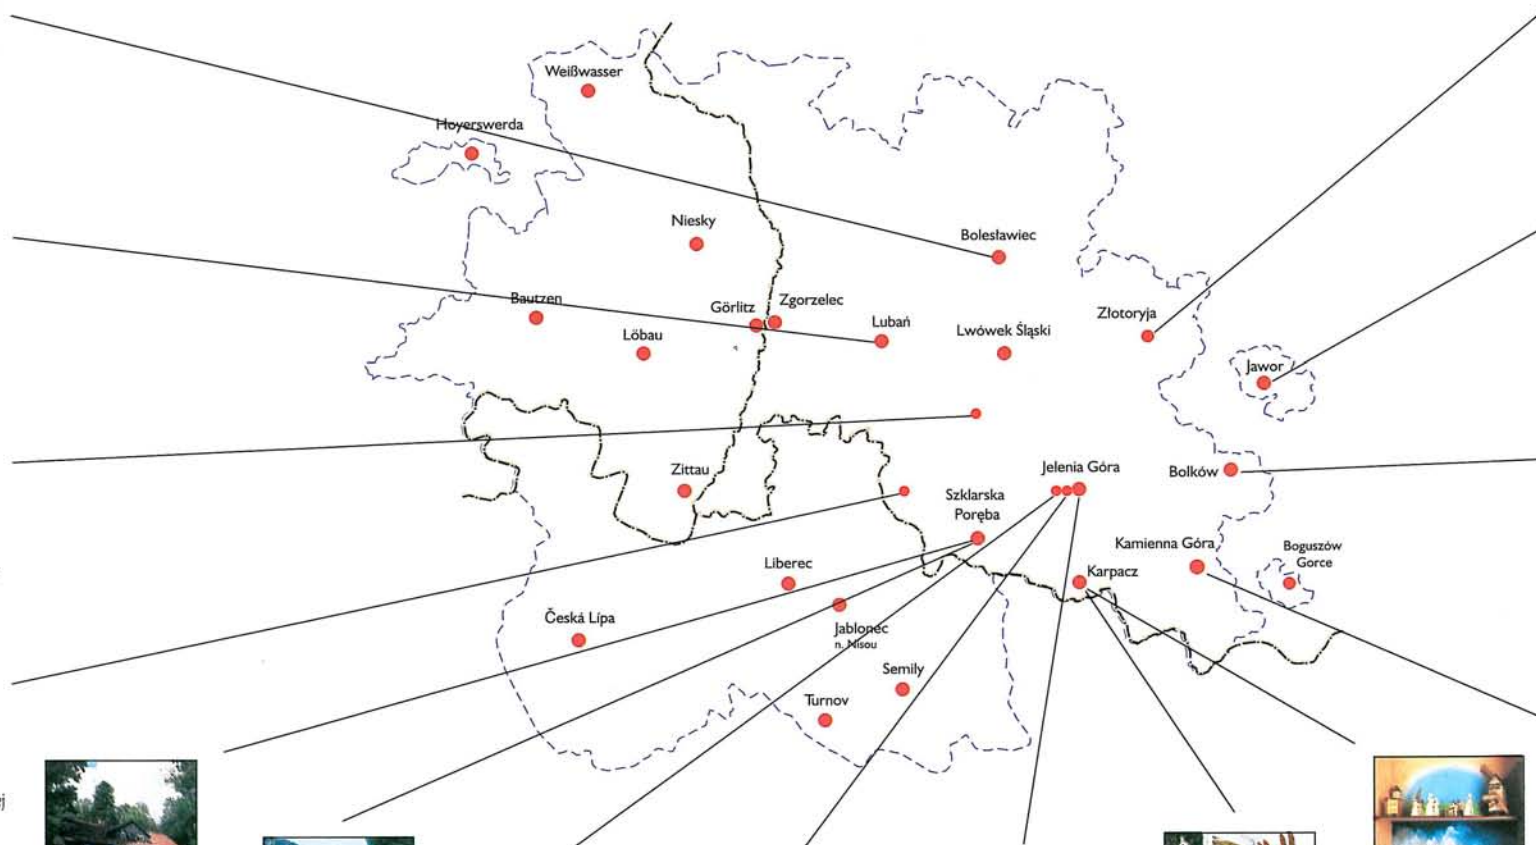 Weißwasser
Hoyerswerda
Niesky
Bolesławiec
Bautzen
Görlitz
Zgorzelec
Löbau
Lubań
Lwówek Śląski
Złotoryja
Jawor
Zittau
Jelenia Góra
Bolków
Szklarska
Poręba
Kamienna Góra
Boguszów
Gorce
Liberec
Karpacz
Česká Lípa
Jablonec
n. Nisou
Semily
Turnov